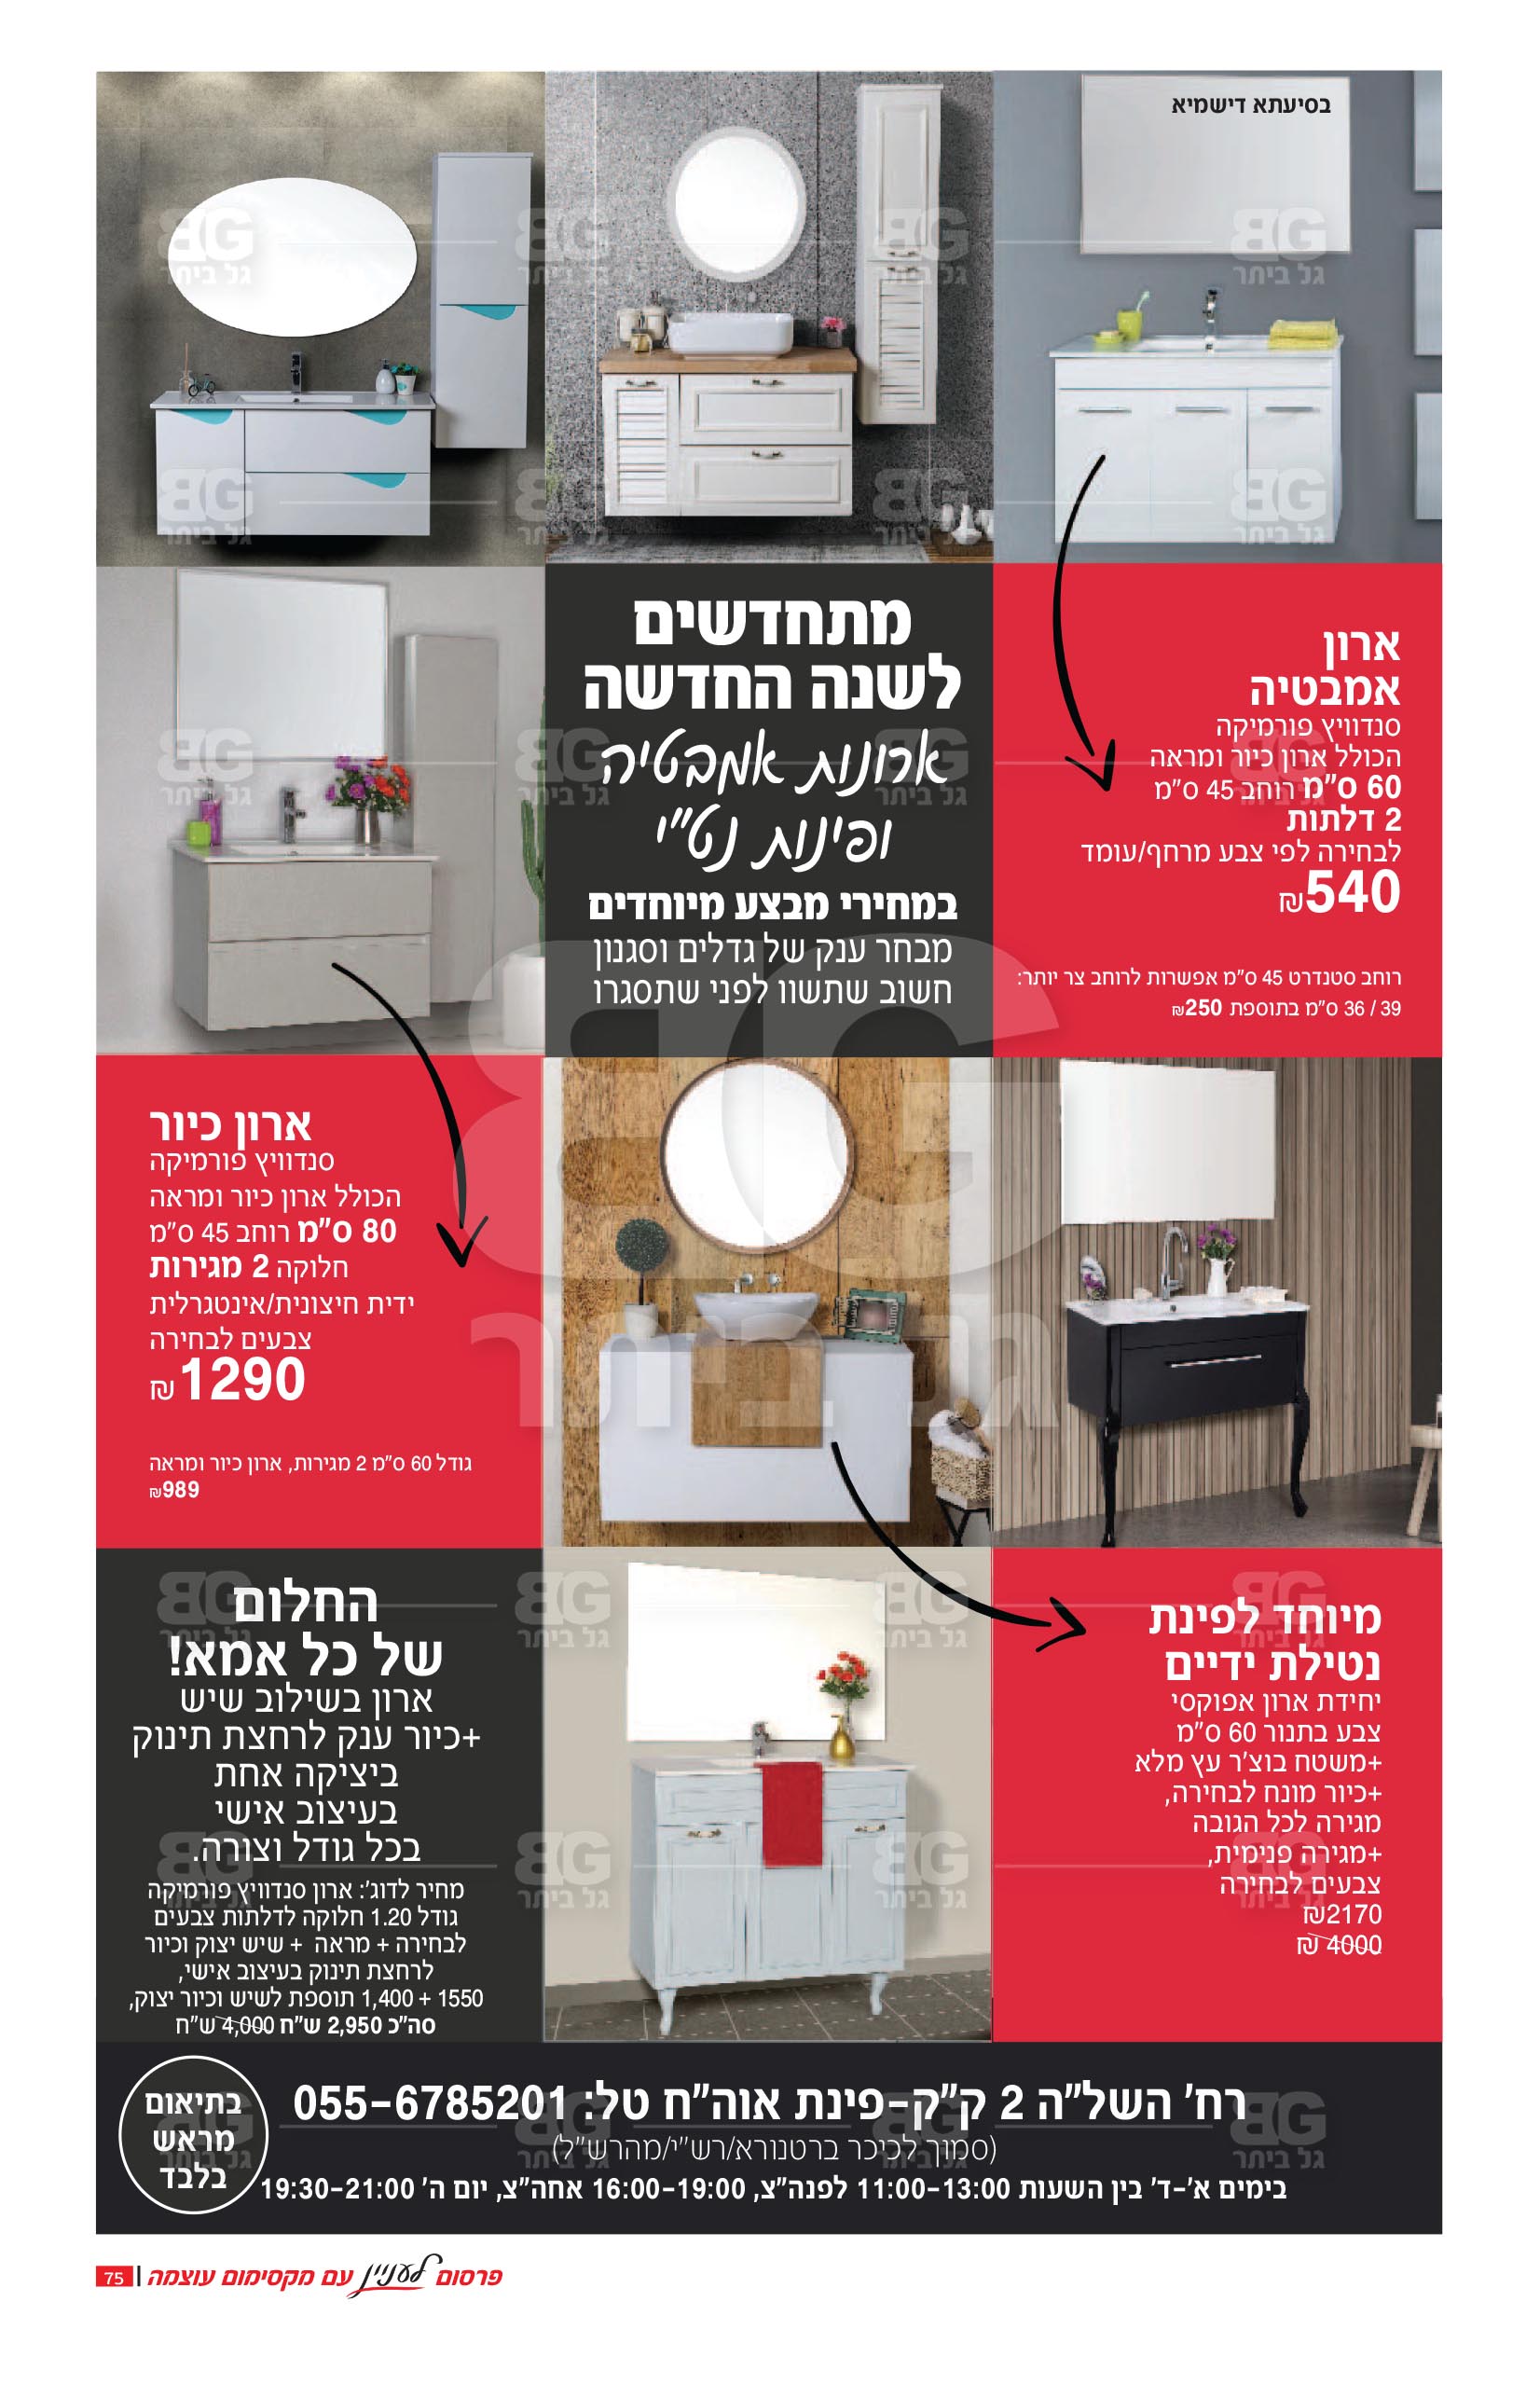 בסיעתא דישמיא
מתחדשים
לשנה החדשה
ארונות אמבטיה
ופינות נט"י
במחירי מבצע מיוחדים
מבחר ענק של גדלים וסגנון
חשוב שתשוו לפני שתסגרו
ארון
אמבטיה
סנדוויץ פורמיקה
הכולל ארון כיור ומראה
60 ס"מ רוחב 45 ס"מ
2 דלתות
לבחירה לפי צבע מרחף/עומד
540₪
רוחב סטנדרט 45 ס"מ אפשרות לרוחב צר יותר:
39 / 36 ס"מ בתוספת 250₪
ארון כיור
סנדוויץ פורמיקה
הכולל ארון כיור ומראה
80 ס"מ רוחב 45 ס"מ
חלוקה 2 מגירות
ידית חיצונית/אינטגרלית
צבעים לבחירה
1290₪
גודל 60 ס"מ 2 מגירות, ארון כיור ומראה
989₪
מיוחד לפינת
נטילת ידיים
יחידת ארון אפוקסי
צבע בתנור 60 ס"מ
+משטח בוצ'ר עץ מלא
+כיור מונח לבחירה,
מגירה לכל הגובה
+מגירה פנימית,
צבעים לבחירה
2170₪
4000 ₪
החלום
של כל אמא!
ארון בשילוב שיש
+כיור ענק לרחצת תינוק
ביציקה אחת
בעיצוב אישי
בכל גודל וצורה.
מחיר לדוג': ארון סנדוויץ פורמיקה
גודל 1.20 חלוקה לדלתות צבעים
לבחירה + מראה + שיש יצוק וכיור
לרחצת תינוק בעיצוב אישי,
1550 + 1,400 תוספת לשיש וכיור יצוק,
סה"כ 2,950 ש"ח 4,000 ש"ח
רח' השל"ה 2 ק"ק-פינת אוה"ח טל: 055-6785201
(סמוך לכיכר ברטנורא/רש"י/מהרש"ל)
בימים א'-ד' בין השעות 11:00-13:00 לפנה"צ, 16:00-19:00 אחה"צ, יום ה' 19:30-21:00
בתיאום
מראש
בלבד
BG
גל ביתר
פרסום לעניין עם מקסימום עוצמה | 75